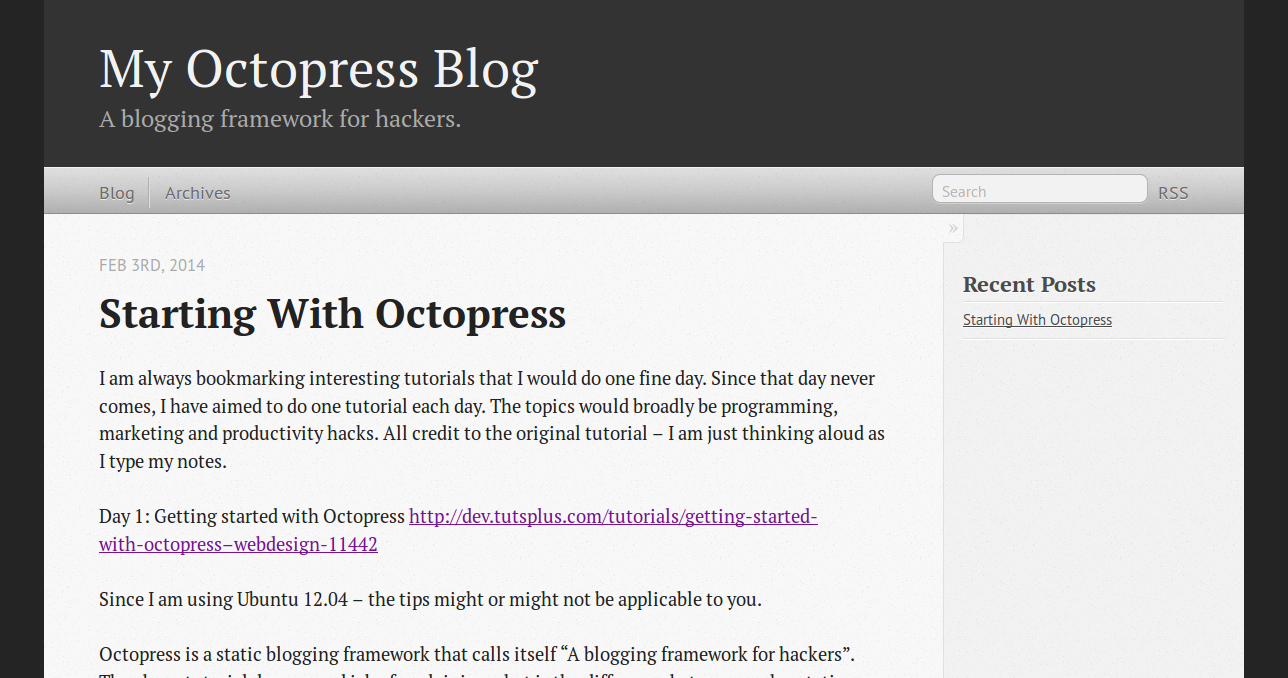 My Octopress Blog
A blogging framework for hackers.
Blog
Archives
Search
RSS
»
FEB 3RD, 2014
Starting With Octopress
I am always bookmarking interesting tutorials that I would do one fine day. Since that day never
comes, I have aimed to do one tutorial each day. The topics would broadly be programming,
marketing and productivity hacks. All credit to the original tutorial – I am just thinking aloud as
I type my notes.
Day 1: Getting started with Octopress http://dev.tutsplus.com/tutorials/getting-started-
with-octopress–webdesign-11442
Since I am using Ubuntu 12.04 – the tips might or might not be applicable to you.
Octopress is a static blogging framework that calls itself “A blogging framework for hackers”.
Recent Posts
Starting With Octopress